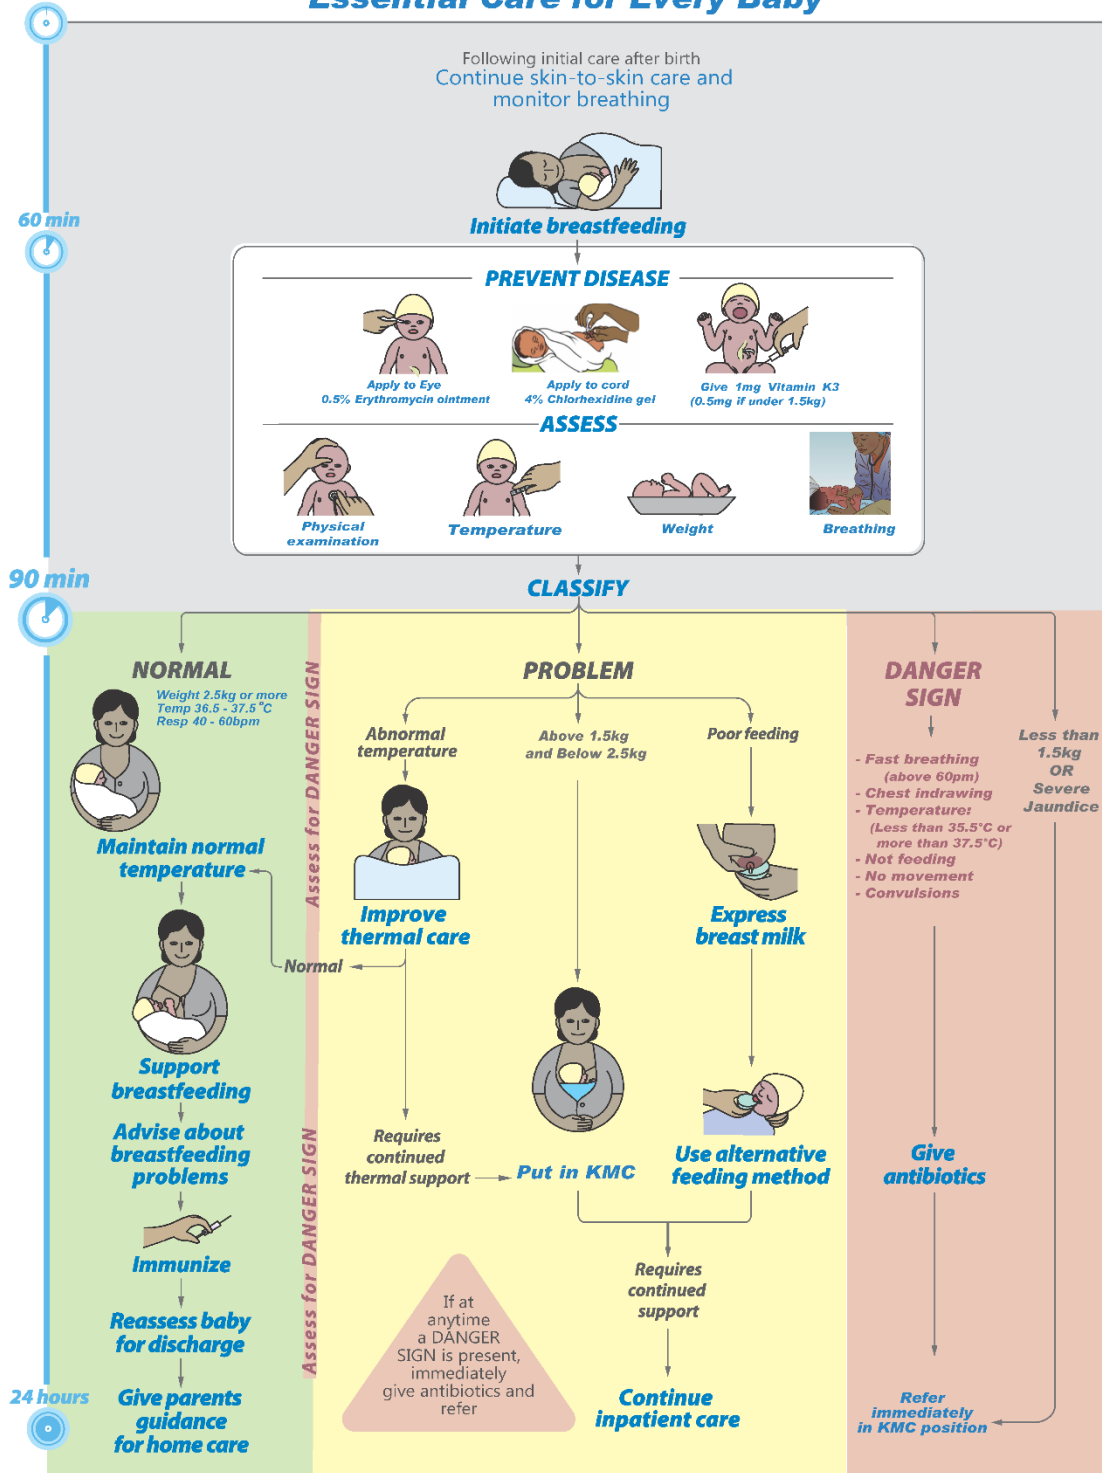 Essential Care for Every Baby
Following initial care after birth
Continue skin-to-skin care and
monitor breathing
60 min
Initiate breastfeeding
PREVENT DISEASE
Apply to Eye
0.5% Erythromycin ointment
Apply to cord
4% Chlorhexidine gel
Give 1mg Vitamin K3
(0.5mg if under 1.5kg)
ASSESS
Physical
examination
Temperature
Weight
Breathing
90 min
CLASSIFY
NORMAL
Weight 2.5kg or more
Temp 36.5 - 37.5°C
Resp 40 - 60bpm
Maintain normal
temperature
Support
breastfeeding
Advise about
breastfeeding
problems
Immunize
Reassess baby
for discharge
24 hours
Give parents
guidance
for home care
Assess for DANGER SIGN
Assess for DANGER SIGN
PROBLEM
Abnormal
temperature
Improve
thermal care
Normal
Requires
continued
thermal support
Above 1.5kg
and Below 2.5kg
Put in KMC
Poor feeding
Express
breast milk
Use alternative
feeding method
Requires
continued
support
Continue
inpatient care
If at
anytime
a DANGER
SIGN is present,
immediately
give antibiotics and
refer
DANGER
SIGN
- Fast breathing
(above 60pm)
- Chest indrawing
- Temperature:
(Less than 35.5°C or
more than 37.5°C)
- Not feeding
- No movement
- Convulsions
Give
antibiotics
Less than
1.5kg
OR
Severe
Jaundice
Refer
immediately
in KMC position